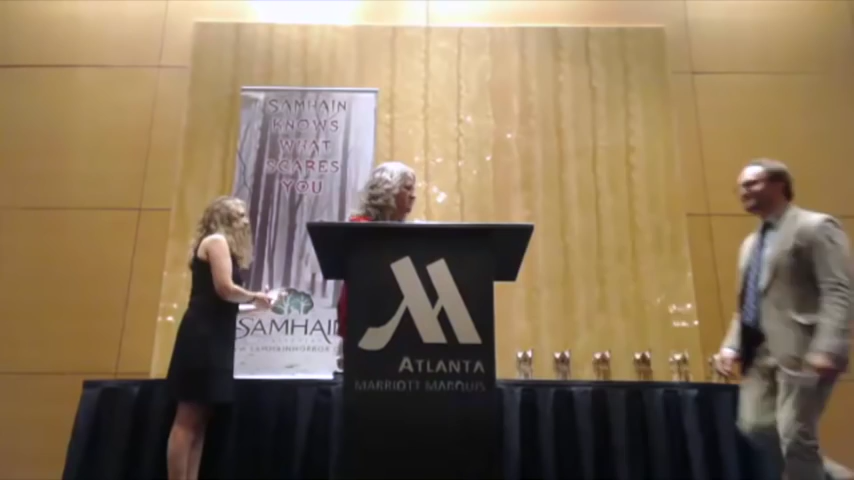 SAMHAIN
KNOWS
WHAT
SCARES
YOU
SAMHAIN
ATLANTA
MARRIOTT MARQUIS